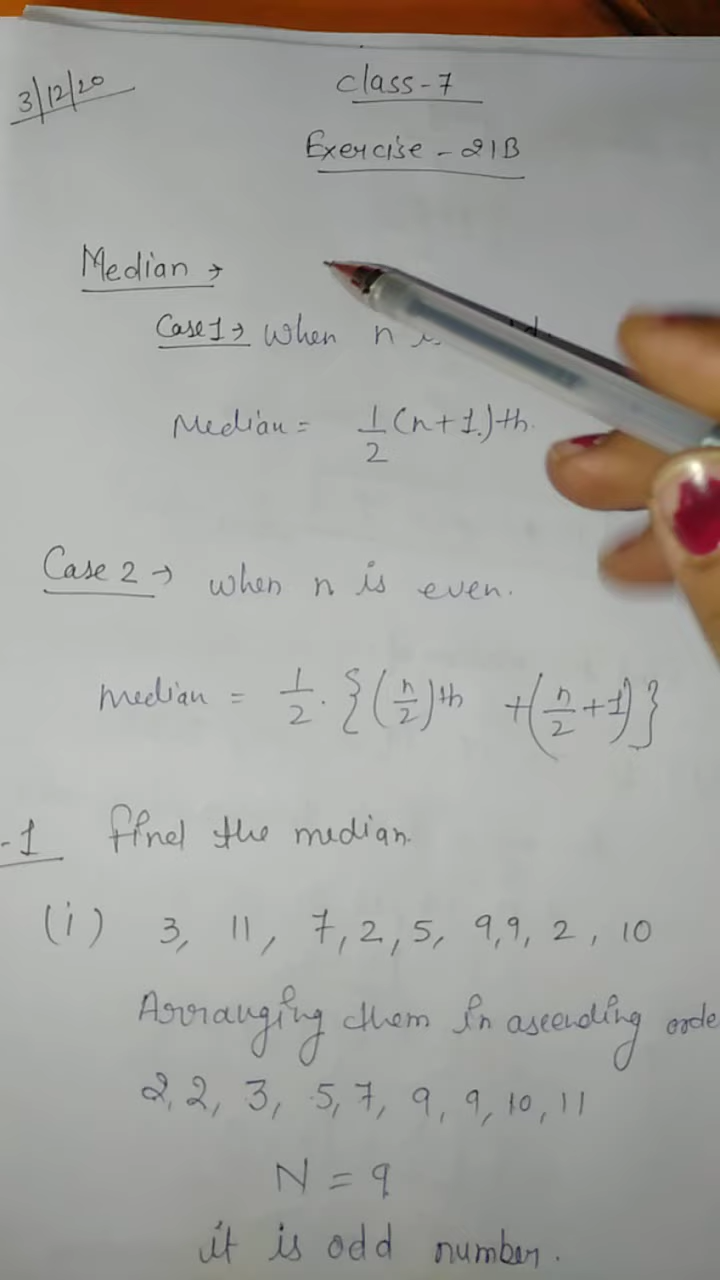 3/12/20
Class-7
Exercise - 21B
Median →
Case 1 → when n
Median = 1/2 (n+1)th.
Case 2 → when n is even.
median = 1/2 . {(n/2)th + (n/2 + 1)}
-1 find the median.
(i) 3, 11, 7, 2, 5, 9, 9, 2, 10
Arranging them in ascending orde
2, 2, 3, 5, 7, 9, 9, 10, 11
N = 9
it is odd number.